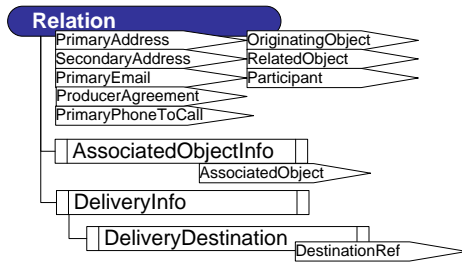 Relation
PrimaryAddress OriginatingObject
SecondaryAddress RelatedObject
PrimaryEmail Participant
ProducerAgreement
PrimaryPhoneToCall
AssociatedObjectInfo
AssociatedObject
DeliveryInfo
DeliveryDestination
DestinationRef